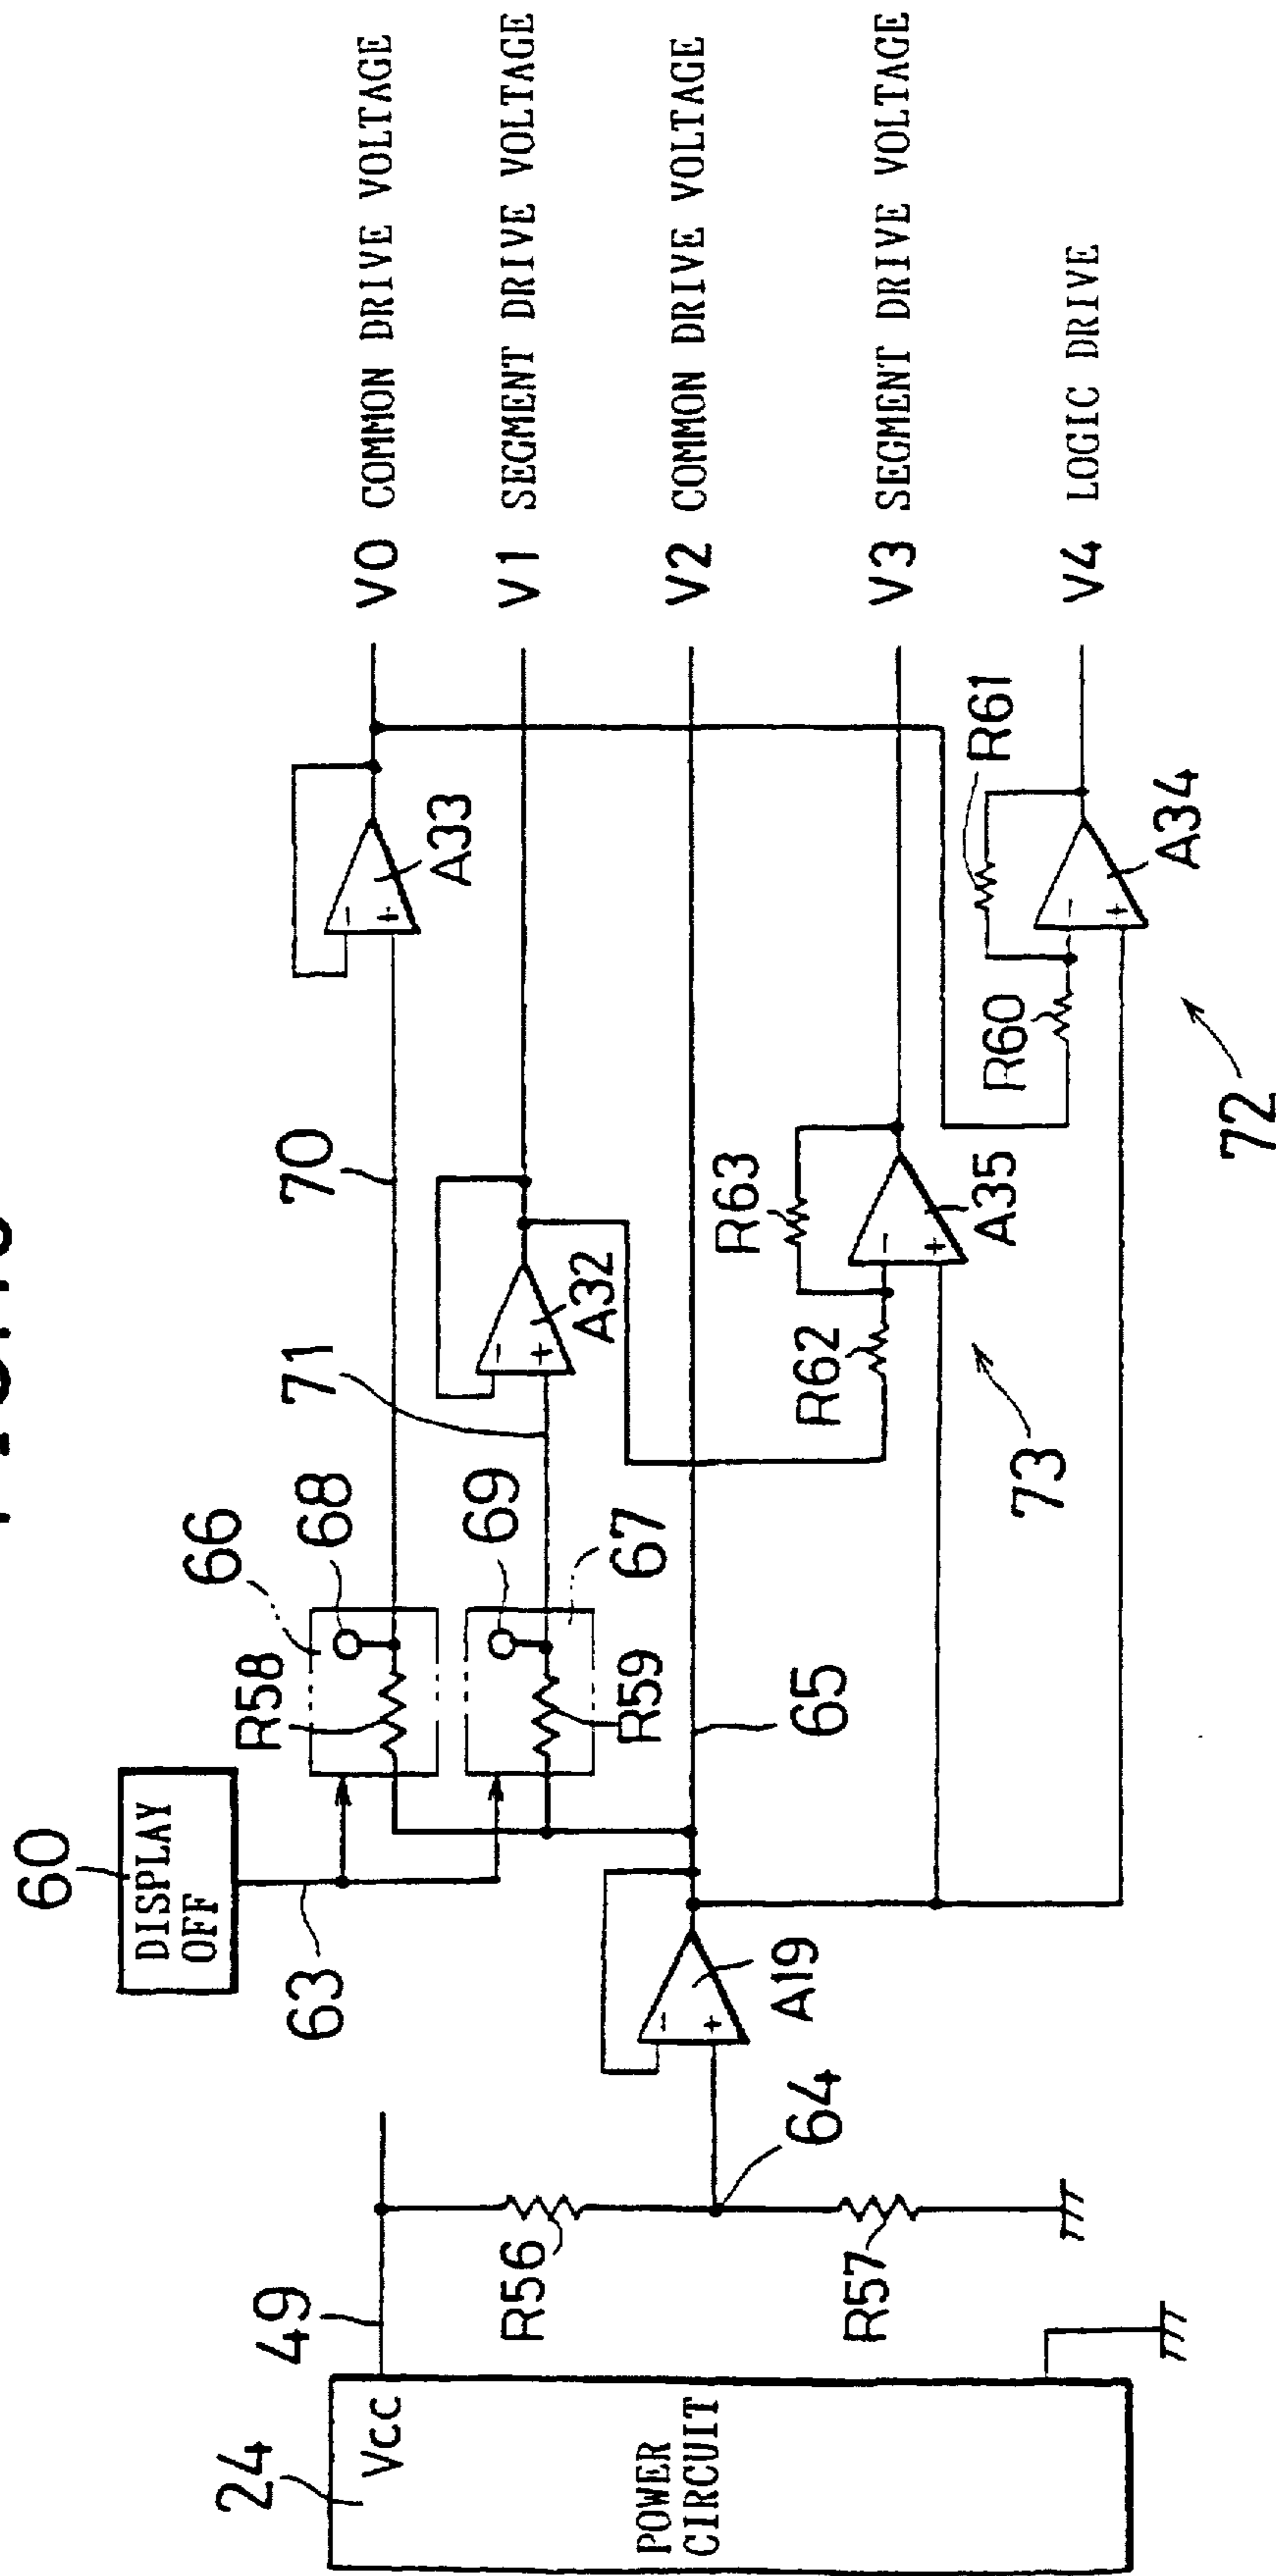 24
Vcc
POWER
CIRCUIT
49
R56
R57
64
60
DISPLAY
OFF
63
A19
66
R58
68
R59
69
67
65
70
71
A32
R62
R63
A35
73
A33
R60
R61
A34
72
V0 COMMON DRIVE VOLTAGE
V1 SEGMENT DRIVE VOLTAGE
V2 COMMON DRIVE VOLTAGE
V3 SEGMENT DRIVE VOLTAGE
V4 LOGIC DRIVE